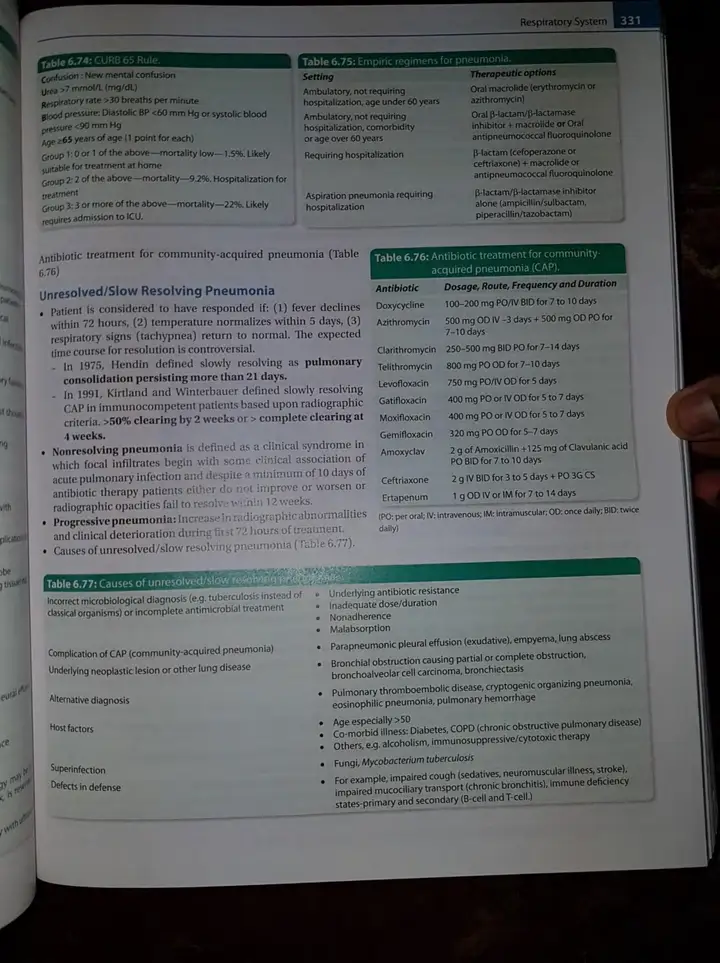 Respiratory System 331
Table 6.74: CURB 65 Rule.
Confusion : New mental confusion
Urea >7 mmol/L (mg/dL)
Respiratory rate >30 breaths per minute
Blood pressure: Diastolic BP <60 mm Hg or systolic blood
pressure <90 mm Hg
Age ≥65 years of age (1 point for each)
Group 1: 0 or 1 of the above—mortality low—1.5%. Likely
suitable for treatment at home
Group 2: 2 of the above—mortality—9.2%. Hospitalization for
treatment
Group 3: 3 or more of the above—mortality—22%. Likely
requires admission to ICU.
Table 6.75: Empiric regimens for pneumonia.
Setting Therapeutic options
Ambulatory, not requiring Oral macrolide (erythromycin or
hospitalization, age under 60 years azithromycin)
Ambulatory, not requiring Oral β-lactam/β-lactamase
hospitalization, comorbidity inhibitor + macrolide or Oral
or age over 60 years antipneumococcal fluoroquinolone
Requiring hospitalization β-lactam (cefoperazone or
ceftriaxone) + macrolide or
antipneumococcal fluoroquinolone
Aspiration pneumonia requiring β-lactam/β-lactamase inhibitor
hospitalization alone (ampicillin/sulbactam,
piperacillin/tazobactam)
Antibiotic treatment for community-acquired pneumonia (Table
6.76)
Unresolved/Slow Resolving Pneumonia
• Patient is considered to have responded if: (1) fever declines
within 72 hours, (2) temperature normalizes within 5 days, (3)
respiratory signs (tachypnea) return to normal. The expected
time course for resolution is controversial.
- In 1975, Hendin defined slowly resolving as pulmonary
consolidation persisting more than 21 days.
- In 1991, Kirtland and Winterbauer defined slowly resolving
CAP in immunocompetent patients based upon radiographic
criteria. >50% clearing by 2 weeks or > complete clearing at
4 weeks.
• Nonresolving pneumonia is defined as a clinical syndrome in
which focal infiltrates begin with some clinical association of
acute pulmonary infection and despite a minimum of 10 days of
antibiotic therapy patients either do not improve or worsen or
radiographic opacities fail to resolve within 12 weeks.
• Progressive pneumonia: Increase in radiographic abnormalities
and clinical deterioration during first 72 hours of treatment.
• Causes of unresolved/slow resolving pneumonia (Table 6.77).
Table 6.76: Antibiotic treatment for community-
acquired pneumonia (CAP).
Antibiotic Dosage, Route, Frequency and Duration
Doxycycline 100–200 mg PO/IV BID for 7 to 10 days
Azithromycin 500 mg OD IV –3 days + 500 mg OD PO for
7–10 days
Clarithromycin 250–500 mg BID PO for 7–14 days
Telithromycin 800 mg PO OD for 7–10 days
Levofloxacin 750 mg PO/IV OD for 5 days
Gatifloxacin 400 mg PO or IV OD for 5 to 7 days
Moxifloxacin 400 mg PO or IV OD for 5 to 7 days
Gemifloxacin 320 mg PO OD for 5–7 days
Amoxyclav 2 g of Amoxicillin +125 mg of Clavulanic acid
PO BID for 7 to 10 days
Ceftriaxone 2 g IV BID for 3 to 5 days + PO 3G CS
Ertapenum 1 g OD IV or IM for 7 to 14 days
(PO: per oral; IV: intravenous; IM: intramuscular; OD: once daily; BID: twice
daily)
Table 6.77: Causes of unresolved/slow resolving pneumonia.
Incorrect microbiological diagnosis (e.g. tuberculosis instead of • Underlying antibiotic resistance
classical organisms) or incomplete antimicrobial treatment • Inadequate dose/duration
• Nonadherence
• Malabsorption
Complication of CAP (community-acquired pneumonia) • Parapneumonic pleural effusion (exudative), empyema, lung abscess
Underlying neoplastic lesion or other lung disease • Bronchial obstruction causing partial or complete obstruction,
bronchoalveolar cell carcinoma, bronchiectasis
Alternative diagnosis • Pulmonary thromboembolic disease, cryptogenic organizing pneumonia,
eosinophilic pneumonia, pulmonary hemorrhage
Host factors • Age especially >50
• Co-morbid illness: Diabetes, COPD (chronic obstructive pulmonary disease)
• Others, e.g. alcoholism, immunosuppressive/cytotoxic therapy
Superinfection • Fungi, Mycobacterium tuberculosis
Defects in defense • For example, impaired cough (sedatives, neuromuscular illness, stroke),
impaired mucociliary transport (chronic bronchitis), immune deficiency
states-primary and secondary (B-cell and T-cell.)